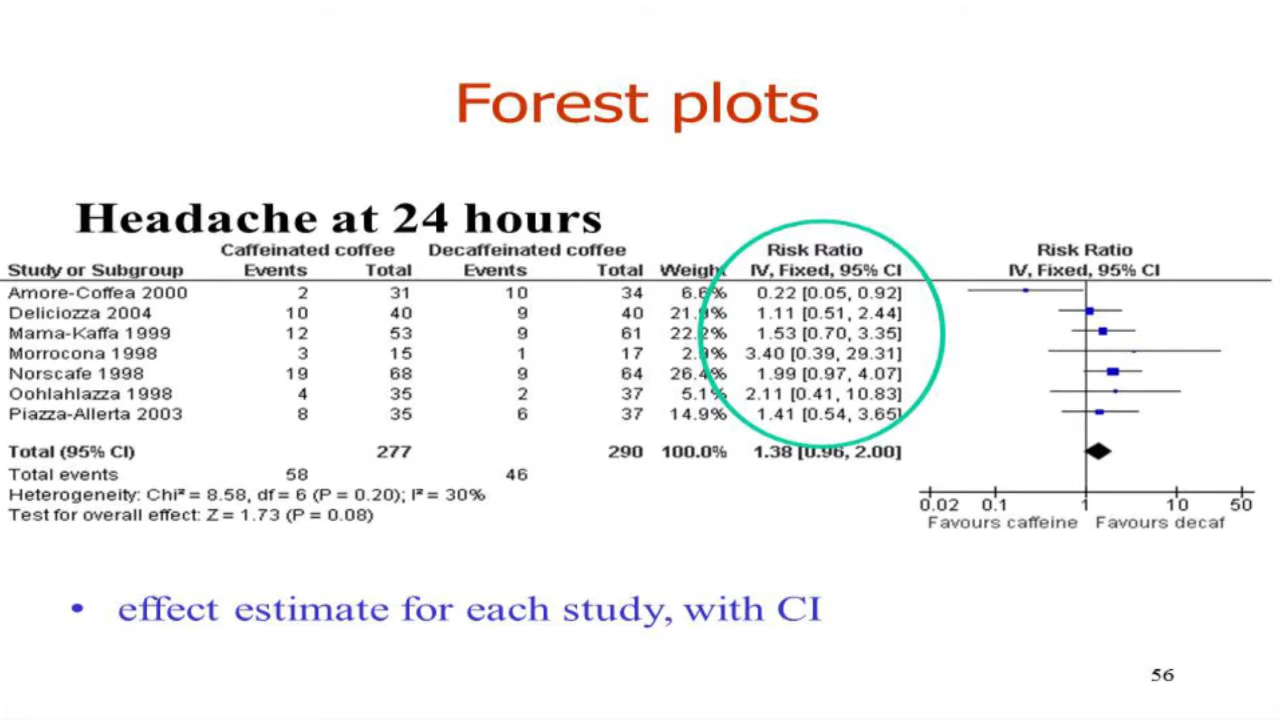 Forest plots
Headache at 24 hours
Caffeinated coffee Decaffeinated coffee Risk Ratio Risk Ratio
Study or Subgroup Events Total Events Total Weight IV, Fixed, 95% CI IV, Fixed, 95% CI
Amore-Coffea 2000 2 31 10 34 6.6% 0.22 [0.05, 0.92]
Deliciozza 2004 10 40 9 40 21.9% 1.11 [0.51, 2.44]
Mama-Kaffa 1999 12 53 9 61 22.2% 1.53 [0.70, 3.35]
Morrocona 1998 3 15 1 17 2.9% 3.40 [0.39, 29.31]
Norscafe 1998 19 68 9 64 26.4% 1.99 [0.97, 4.07]
Oohlahlazza 1998 4 35 2 37 5.1% 2.11 [0.41, 10.83]
Piazza-Allerta 2003 8 35 6 37 14.9% 1.41 [0.54, 3.65]
Total (95% CI) 277 290 100.0% 1.38 [0.96, 2.00]
Total events 58 46
Heterogeneity: Chi² = 8.58, df = 6 (P = 0.20); I² = 30%
Test for overall effect: Z = 1.73 (P = 0.08)
0.02 0.1 1 10 50
Favours caffeine Favours decaf
• effect estimate for each study, with CI
56